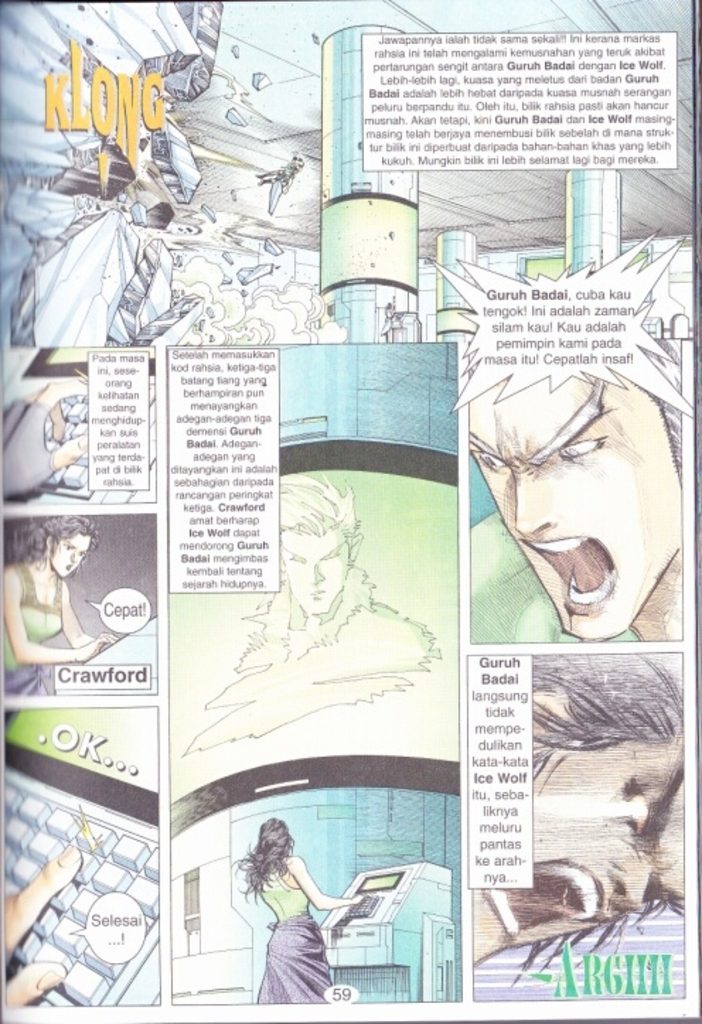 KLONG
Jawapannya ialah tidak sama sekali!! Ini kerana markas
rahsia ini telah mengalami kemusnahan yang teruk akibat
pertarungan sengit antara Guruh Badai dengan Ice Wolf.
Lebih-lebih lagi, kuasa yang meletus dari badan Guruh
Badai adalah lebih hebat daripada kuasa musnah serangan
peluru berpandu itu. Oleh itu, bilik rahsia pasti akan hancur
musnah. Akan tetapi, kini Guruh Badai dan Ice Wolf masing-
masing telah berjaya menembusi bilik sebelah di mana struk-
tur bilik ini diperbuat daripada bahan-bahan khas yang lebih
kukuh. Mungkin bilik ini lebih selamat lagi bagi mereka.
Guruh Badai, cuba kau
tengok! Ini adalah zaman
silam kau! Kau adalah
pemimpin kami pada
masa itu! Cepatlah insaf!
Pada masa
ini, sese-
orang
kelihatan
sedang
menghidup-
kan suis
peralatan
yang terda-
pat di bilik
rahsia.
Setelah memasukkan
kod rahsia, ketiga-tiga
batang tiang yang
berhampiran pun
menayangkan
adegan-adegan tiga
demensi Guruh
Badai. Adegan-
adegan yang
ditayangkan ini adalah
sebahagian daripada
rancangan peringkat
ketiga. Crawford
amat berharap
Ice Wolf dapat
mendorong Guruh
Badai mengimbas
kembali tentang
sejarah hidupnya.
Cepat!
Crawford
.OK...
Selesai
...!
Guruh
Badai
langsung
tidak
mempe-
dulikan
kata-kata
Ice Wolf
itu, seba-
liknya
meluru
pantas
ke arah-
nya...
~ARGHH
59